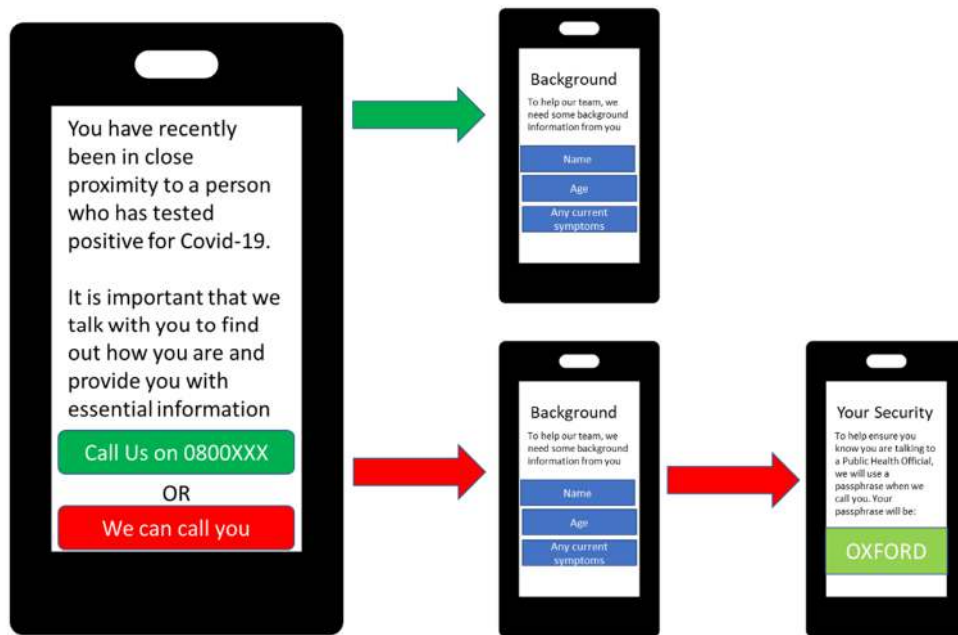 You have recently
been in close
proximity to a person
who has tested
positive for Covid-19.
It is important that we
talk with you to find
out how you are and
provide you with
essential information
Call Us on 0800XXX
OR
We can call you
Background
To help our team, we
need some background
information from you
Name
Age
Any current
symptoms
Background
To help our team, we
need some background
information from you
Name
Age
Any current
symptoms
Your Security
To help ensure you
know you are talking to
a Public Health Official,
we will use a
passphrase when we
call you. Your
passphrase will be:
OXFORD